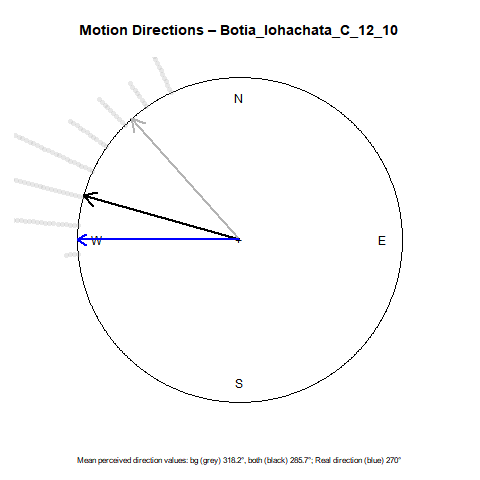 Motion Directions – Botia_lohachata_C_12_10
N
W
E
S
Mean perceived direction values: bg (grey) 318.2°, both (black) 285.7°; Real direction (blue) 270°